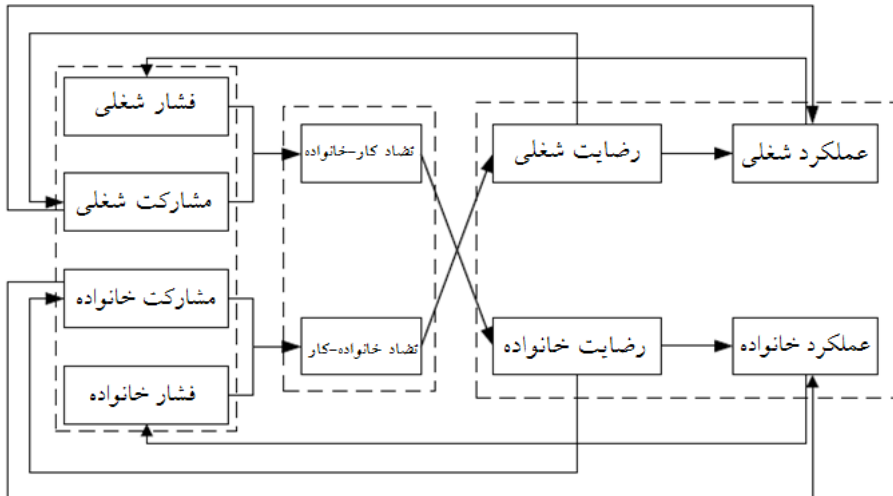 فشار شغلی
مشارکت شغلی
مشارکت خانواده
فشار خانواده
تضاد کار-خانواده
تضاد خانواده-کار
رضایت شغلی
رضایت خانواده
عملکرد شغلی
عملکرد خانواده